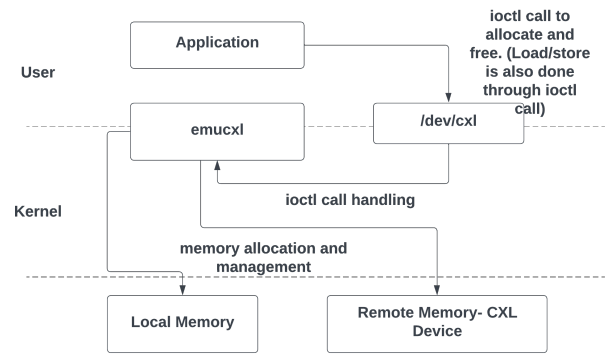 ioctl call to
allocate and
free. (Load/store
is also done
through ioctl
call)
Application
User
emucxl
/dev/cxl
ioctl call handling
Kernel
memory allocation and
management
Local Memory
Remote Memory- CXL
Device